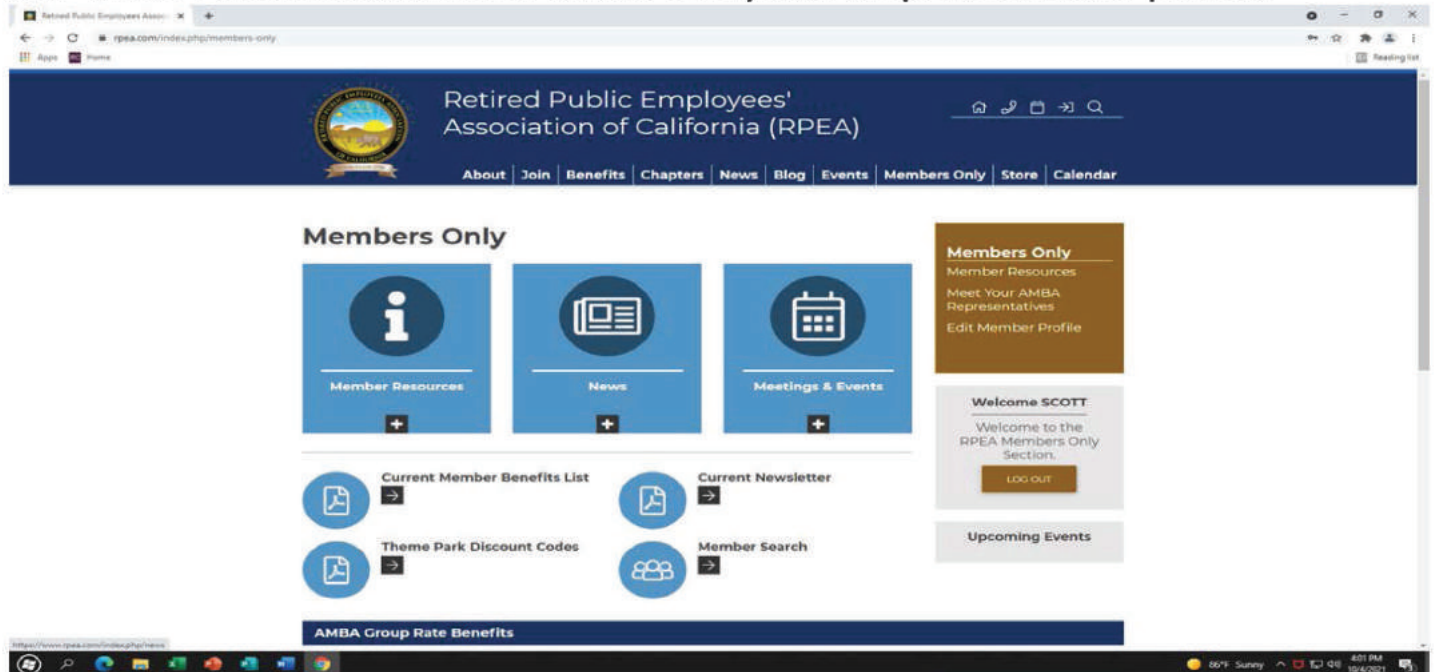 Retired Public Employees Associ
rpea.com/index.php/members-only
Apps
Home
Reading list
Retired Public Employees'
Association of California (RPEA)
About Join Benefits Chapters News Blog Events Members Only Store Calendar
Members Only
Member Resources
News
Meetings & Events
Current Member Benefits List
Current Newsletter
Theme Park Discount Codes
Member Search
AMBA Group Rate Benefits
Members Only
Member Resources
Meet Your AMBA
Representatives
Edit Member Profile
Welcome SCOTT
Welcome to the
RPEA Members Only
Section.
LOG OUT
Upcoming Events
https://www.rpea.com/index.php/news
86°F Sunny
4:01 PM
10/4/2021